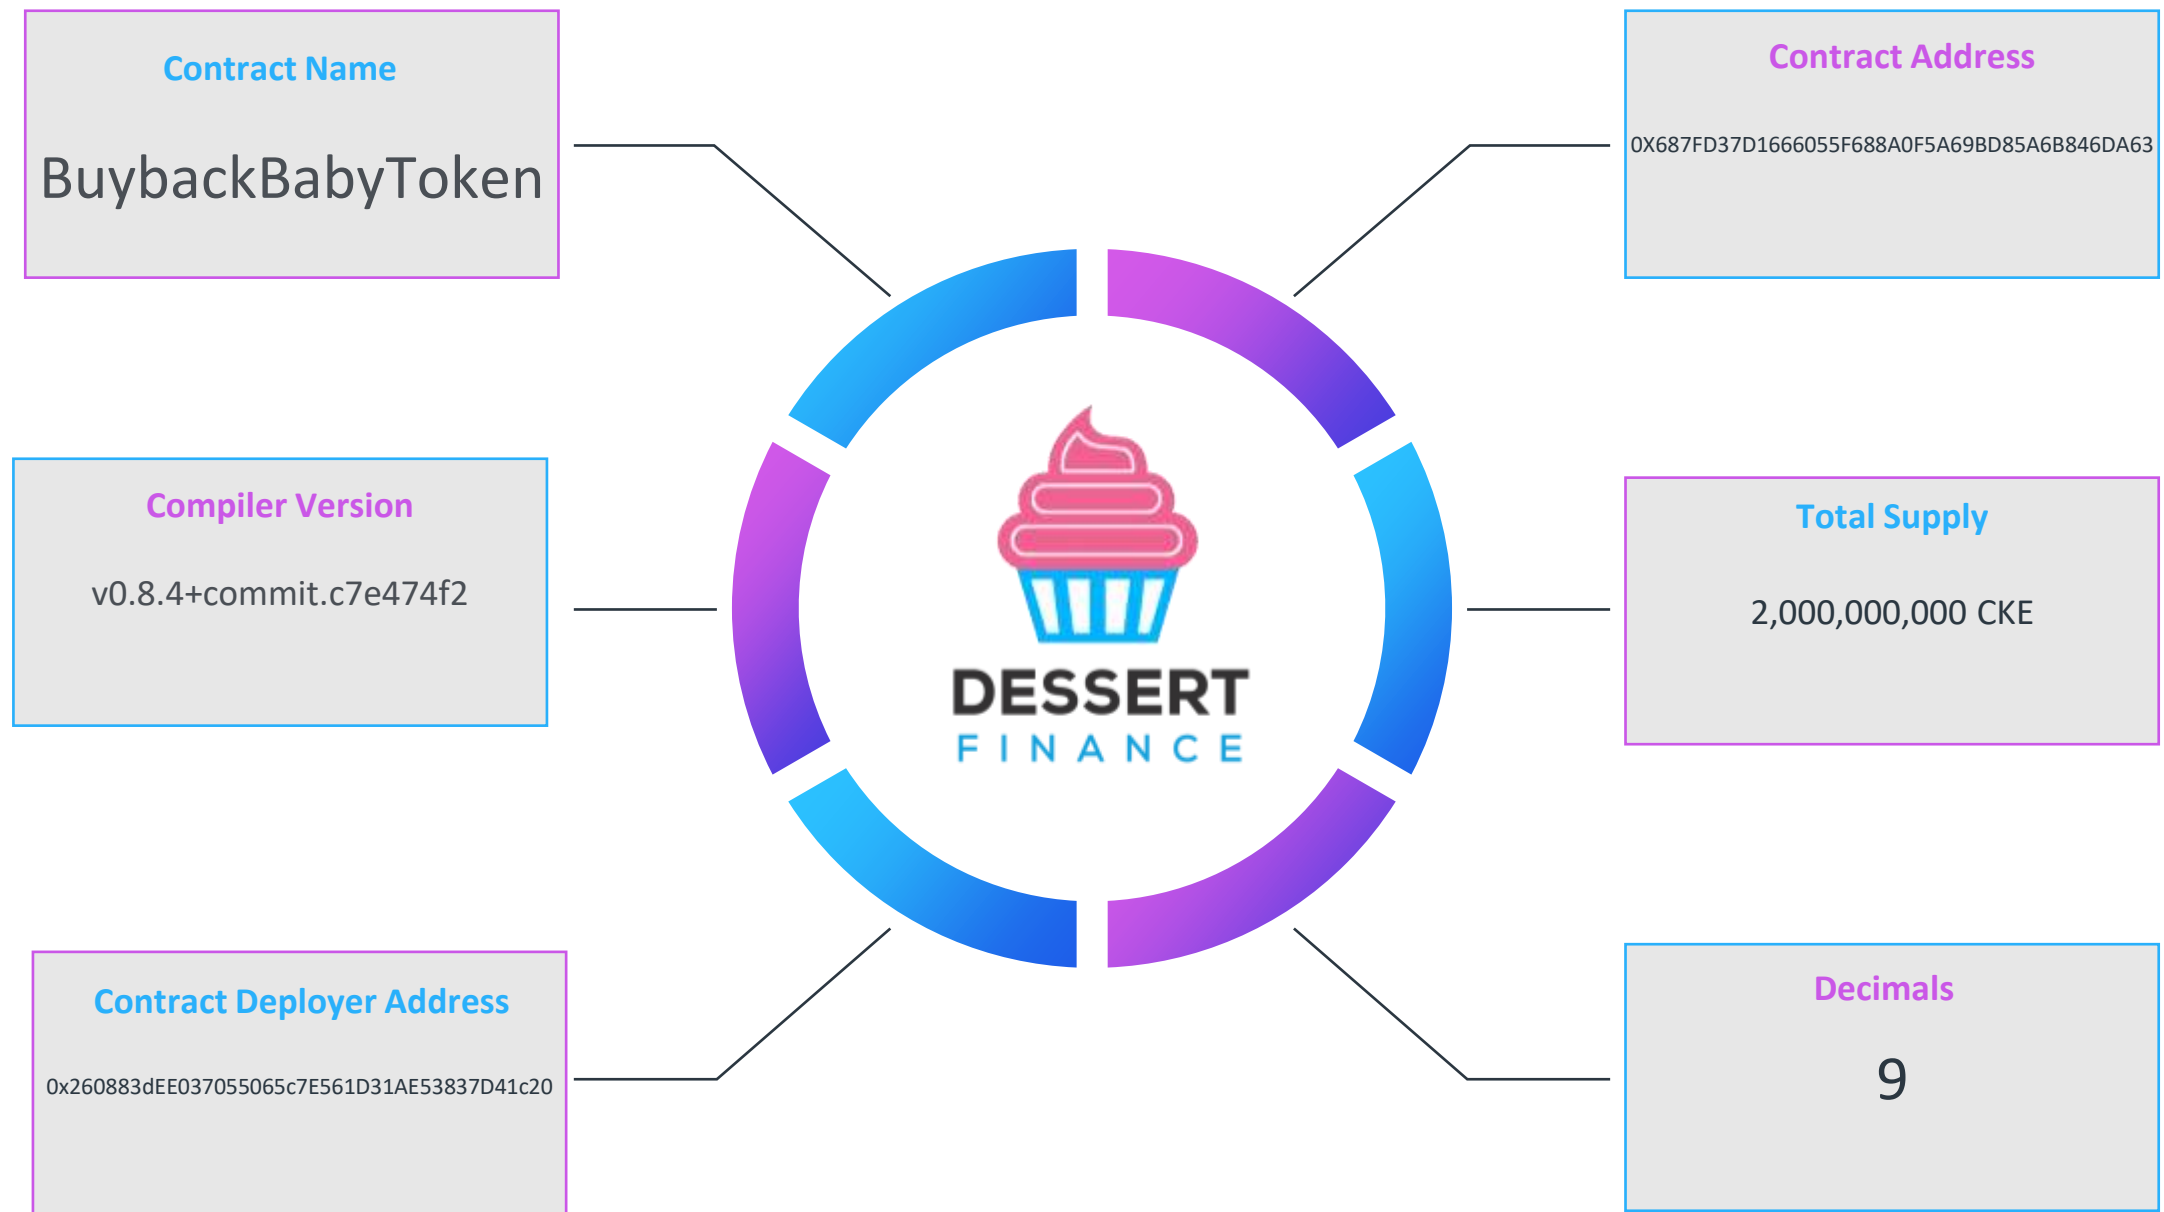 Contract Name
BuybackBabyToken
Contract Address
0X687FD37D1666055F688A0F5A69BD85A6B846DA63
Compiler Version
v0.8.4+commit.c7e474f2
Total Supply
2,000,000,000 CKE
DESSERT
FINANCE
Contract Deployer Address
0x260883dEE037055065c7E561D31AE53837D41c20
Decimals
9